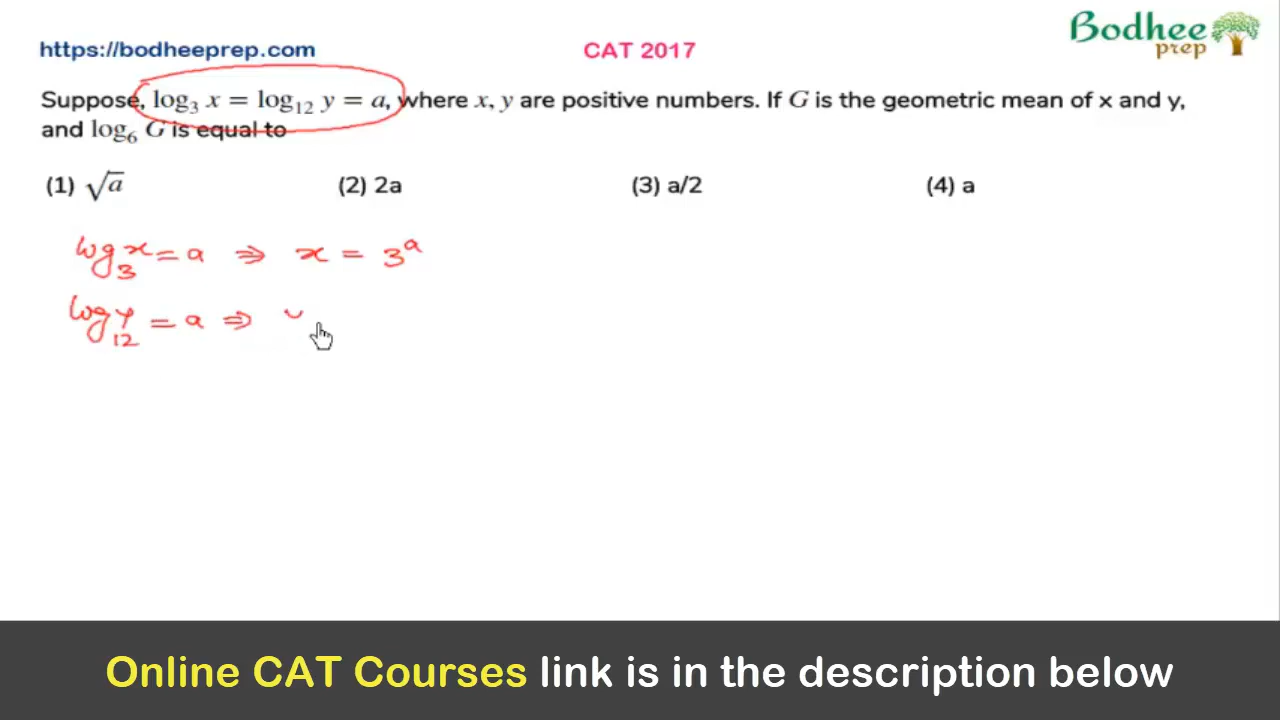 https://bodheeprep.com
CAT 2017
Bodhee
prep
Suppose, log₃ x = log₁₂ y = a, where x, y are positive numbers. If G is the geometric mean of x and y,
and log₆ G is equal to
(1) √a (2) 2a (3) a/2 (4) a
log₃ x = a ⇒ x = 3ᵃ
log₁₂ y = a ⇒
Online CAT Courses link is in the description below